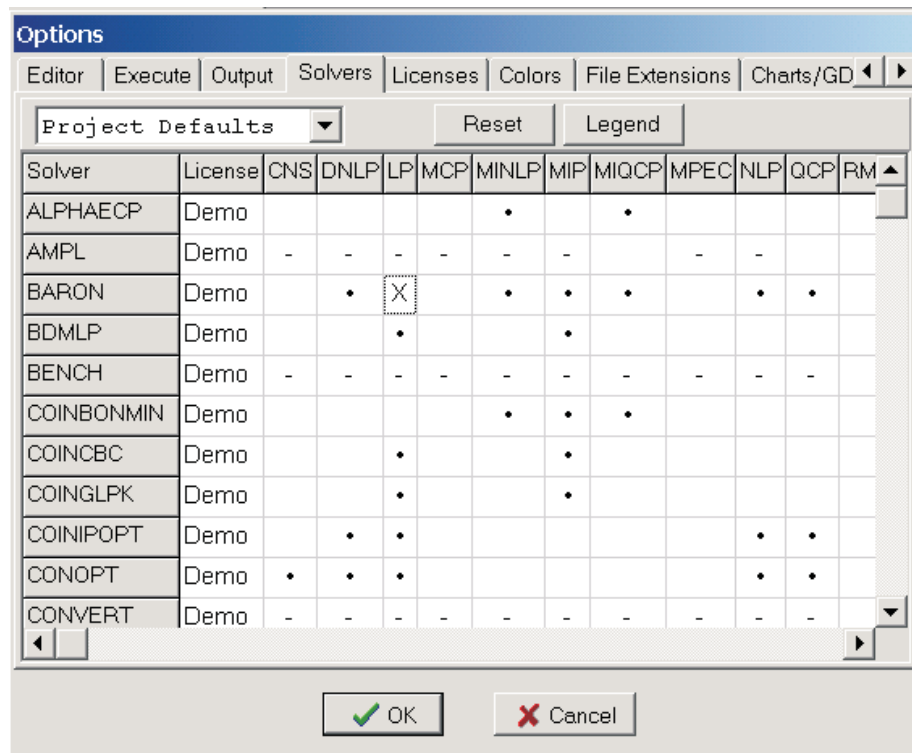 Options
Editor Execute Output Solvers Licenses Colors File Extensions Charts/GD
Project Defaults Reset Legend
Solver License CNS DNLP LP MCP MINLP MIP MIQCP MPEC NLP QCP RM
ALPHAECP Demo • •
AMPL Demo - - - - - - - -
BARON Demo • X • • • • •
BDMLP Demo • •
BENCH Demo - - - - - - - - - -
COINBONMIN Demo • • •
COINCBC Demo • •
COINGLPK Demo • •
COINIPOPT Demo • • • •
CONOPT Demo • • • • •
CONVERT Demo - - - - - - - - - -
OK Cancel